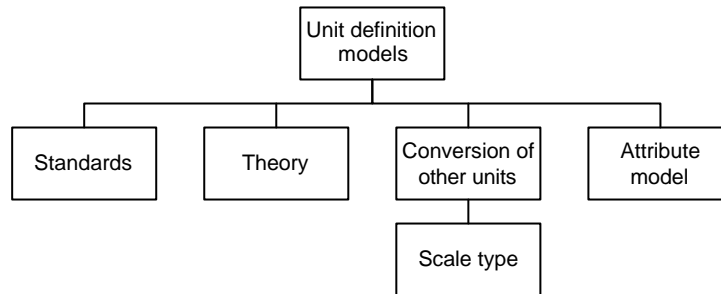 Unit definition
models
Standards
Theory
Conversion of
other units
Attribute
model
Scale type